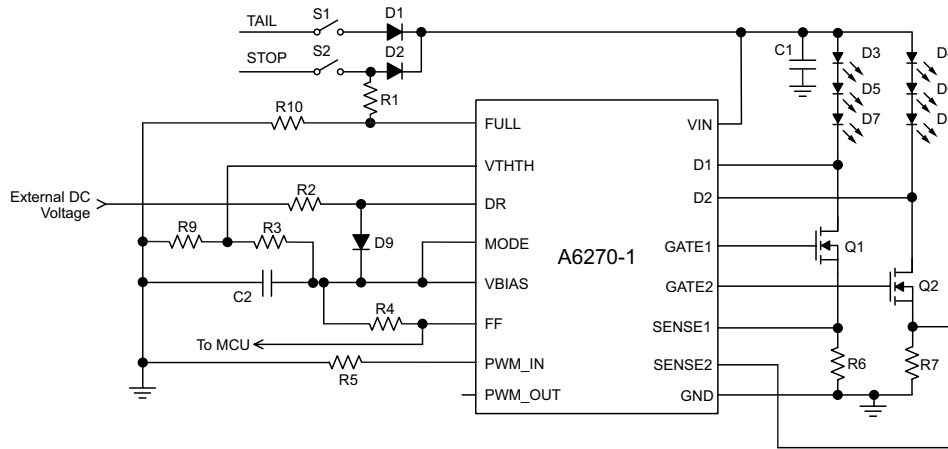 TAIL
S1
D1
STOP
S2
D2
R1
C1
D3
D5
D7
R10
FULL
VIN
VTHTH
D1
External DC
Voltage
R2
DR
D2
R9
R3
D9
MODE
GATE1
Q1
A6270-1
C2
VBIAS
GATE2
Q2
R4
FF
SENSE1
To MCU
R5
PWM_IN
SENSE2
R6
R7
PWM_OUT
GND